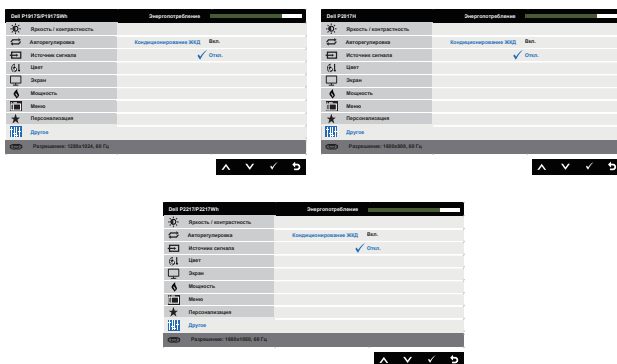 Dell P1917S/P1917SWh Энергопотребление
Яркость / контрастность
Авторегулировка Кондиционирование ЖКД Вкл.
Источник сигнала Откл.
Цвет
Экран
Мощность
Меню
Персонализация
Другое
Разрешение: 1280x1024, 60 Гц
Dell P2017H Энергопотребление
Яркость / контрастность
Авторегулировка Кондиционирование ЖКД Вкл.
Источник сигнала Откл.
Цвет
Экран
Мощность
Меню
Персонализация
Другое
Разрешение: 1600x900, 60 Гц
Dell P2217/P2217Wh Энергопотребление
Яркость / контрастность
Авторегулировка Кондиционирование ЖКД Вкл.
Источник сигнала Откл.
Цвет
Экран
Мощность
Меню
Персонализация
Другое
Разрешение: 1680x1050, 60 Гц